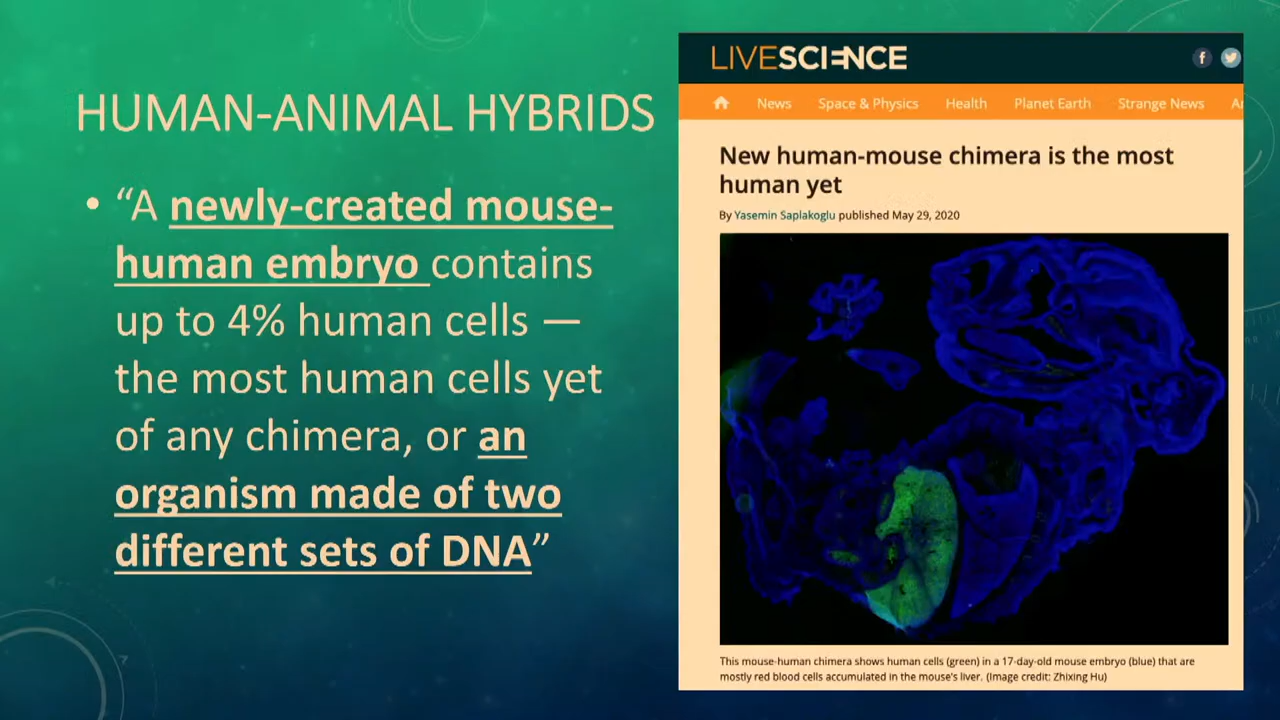 HUMAN-ANIMAL HYBRIDS
• “A newly-created mouse-
human embryo contains
up to 4% human cells —
the most human cells yet
of any chimera, or an
organism made of two
different sets of DNA”
LIVESCIENCE
News Space & Physics Health Planet Earth Strange News
New human-mouse chimera is the most
human yet
By Yasemin Saplakoglu published May 29, 2020
This mouse-human chimera shows human cells (green) in a 17-day-old mouse embryo (blue) that are
mostly red blood cells accumulated in the mouse's liver. (Image credit: Zhixing Hu)